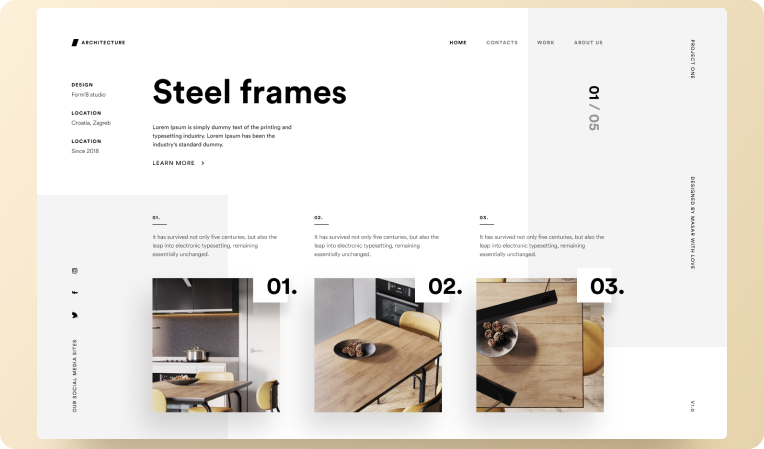 ARCHITECTURE
HOME
CONTACTS
WORK
ABOUT US
PROJECT ONE
DESIGN
Form'B studio
LOCATION
Croatia, Zagreb
LOCATION
Since 2018
Steel frames
Lorem Ipsum is simply dummy text of the printing and
typesetting industry. Lorem Ipsum has been the
industry's standard dummy.
LEARN MORE
01 / 05
DESIGNED BY MASAR WITH LOVE
01.
It has survived not only five centuries, but also the
leap into electronic typesetting, remaining
essentially unchanged.
02.
It has survived not only five centuries, but also the
leap into electronic typesetting, remaining
essentially unchanged.
03.
It has survived not only five centuries, but also the
leap into electronic typesetting, remaining
essentially unchanged.
01.
02.
03.
OUR SOCIAL MEDIA SITES
V1.0